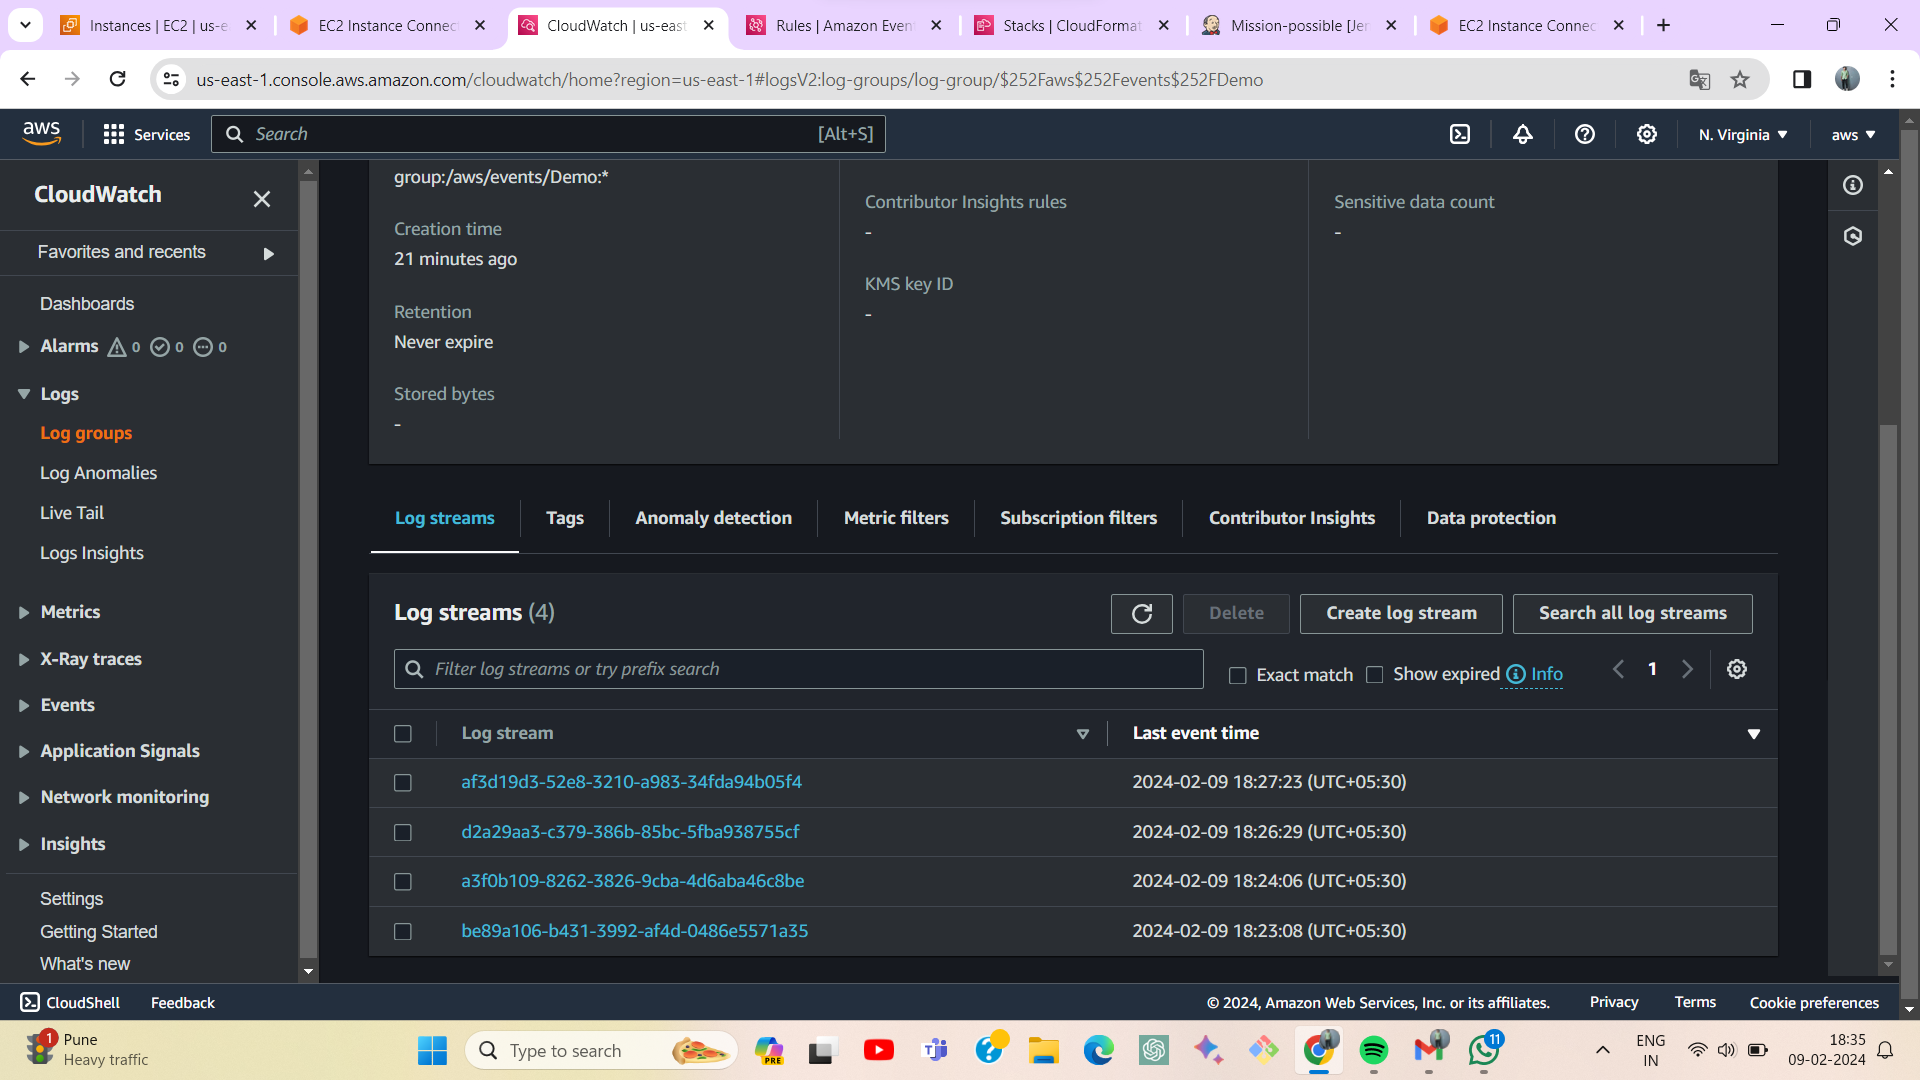 Instances | EC2 | us-e
EC2 Instance Connec
CloudWatch | us-east
Rules | Amazon Even
Stacks | CloudFormat
Mission-possible [Jen
EC2 Instance Connec
us-east-1.console.aws.amazon.com/cloudwatch/home?region=us-east-1#logsV2:log-groups/log-group/$252Faws$252Fevents$252FDemo
aws
Services
Search
[Alt+S]
N. Virginia
aws
CloudWatch
Favorites and recents
Dashboards
Alarms 0 0 0
Logs
Log groups
Log Anomalies
Live Tail
Logs Insights
Metrics
X-Ray traces
Events
Application Signals
Network monitoring
Insights
Settings
Getting Started
What's new
group:/aws/events/Demo:*
Creation time
21 minutes ago
Retention
Never expire
Stored bytes
-
Contributor Insights rules
-
KMS key ID
-
Sensitive data count
-
Log streams
Tags
Anomaly detection
Metric filters
Subscription filters
Contributor Insights
Data protection
Log streams (4)
Delete
Create log stream
Search all log streams
Filter log streams or try prefix search
Exact match
Show expired
Info
1
Log stream
Last event time
af3d19d3-52e8-3210-a983-34fda94b05f4
2024-02-09 18:27:23 (UTC+05:30)
d2a29aa3-c379-386b-85bc-5fba938755cf
2024-02-09 18:26:29 (UTC+05:30)
a3f0b109-8262-3826-9cba-4d6aba46c8be
2024-02-09 18:24:06 (UTC+05:30)
be89a106-b431-3992-af4d-0486e5571a35
2024-02-09 18:23:08 (UTC+05:30)
CloudShell
Feedback
© 2024, Amazon Web Services, Inc. or its affiliates.
Privacy
Terms
Cookie preferences
1
Pune
Heavy traffic
Type to search
PRE
11
ENG
IN
18:35
09-02-2024